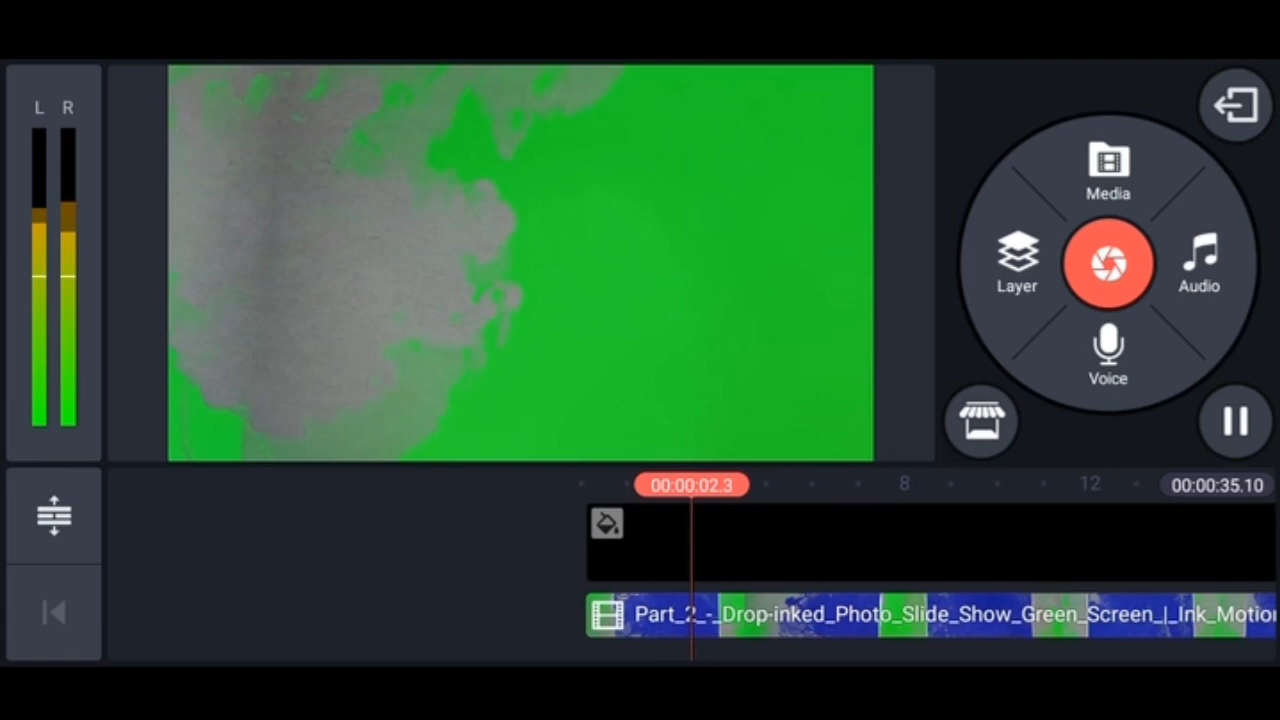 L R
Media
Layer
Audio
Voice
00:00:02.3
8
12
00:00:35.10
Part_2_-_Drop-inked_Photo_Slide_Show_Green_Screen_|_Ink_Motion